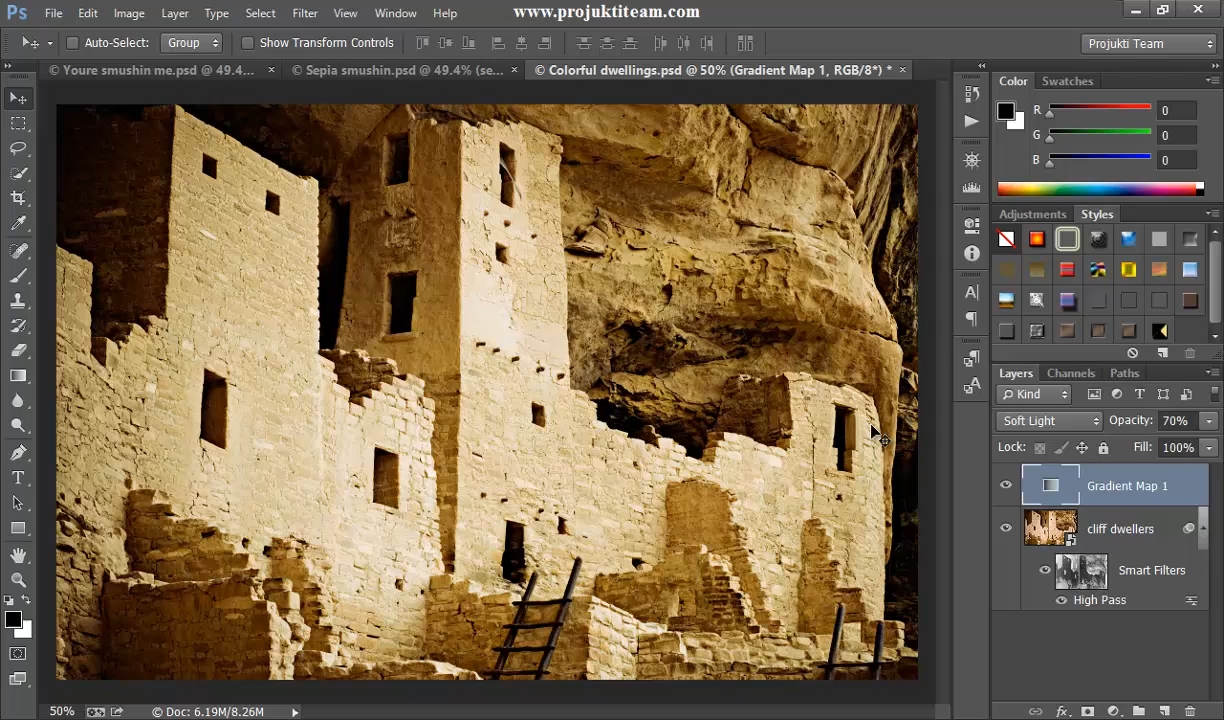 Ps File Edit Image Layer Type Select Filter View Window Help www.projuktiteam.com
Auto-Select: Group Show Transform Controls Projukti Team
© Youre smushin me.psd @ 49.4... × © Sepia smushin.psd @ 49.4% (se... × © Colorful dwellings.psd @ 50% (Gradient Map 1, RGB/8*) * ×
Color Swatches
R 0
G 0
B 0
Adjustments Styles
Layers Channels Paths
Kind
Soft Light Opacity: 70%
Lock: Fill: 100%
Gradient Map 1
cliff dwellers
Smart Filters
High Pass
50% © Doc: 6.19M/8.26M